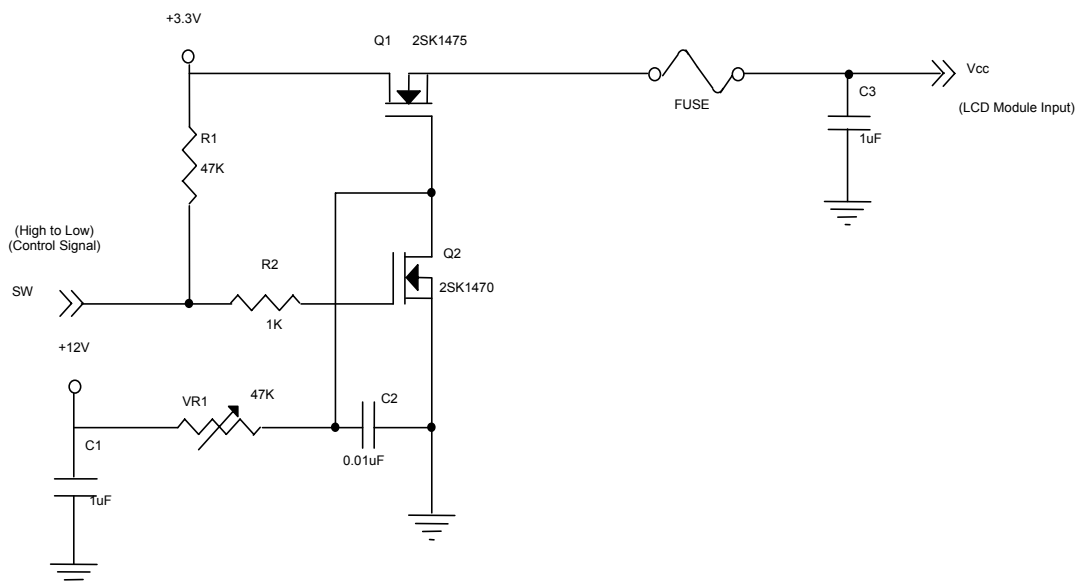 +3.3V
Q1
2SK1475
Vcc
C3
FUSE
(LCD Module Input)
1uF
R1
47K
(High to Low)
(Control Signal)
R2
Q2
SW
2SK1470
1K
+12V
VR1
47K
C2
C1
0.01uF
1uF